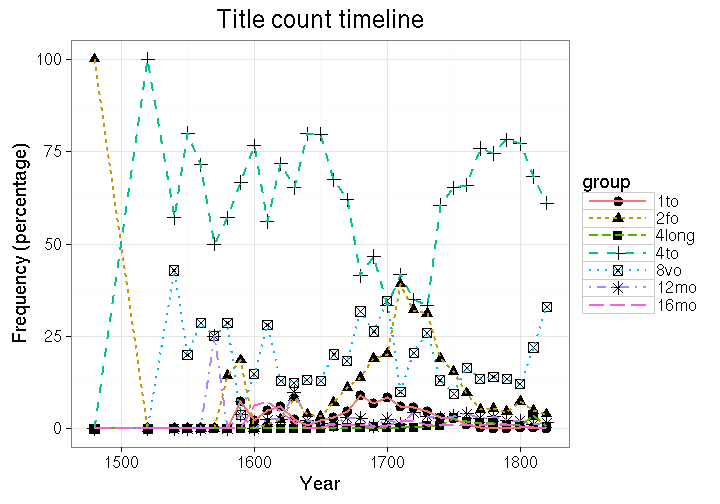 Title count timeline
100
75
50
25
0
Frequency (percentage)
1500
1600
1700
1800
Year
group
1to
2fo
4long
4to
8vo
12mo
16mo